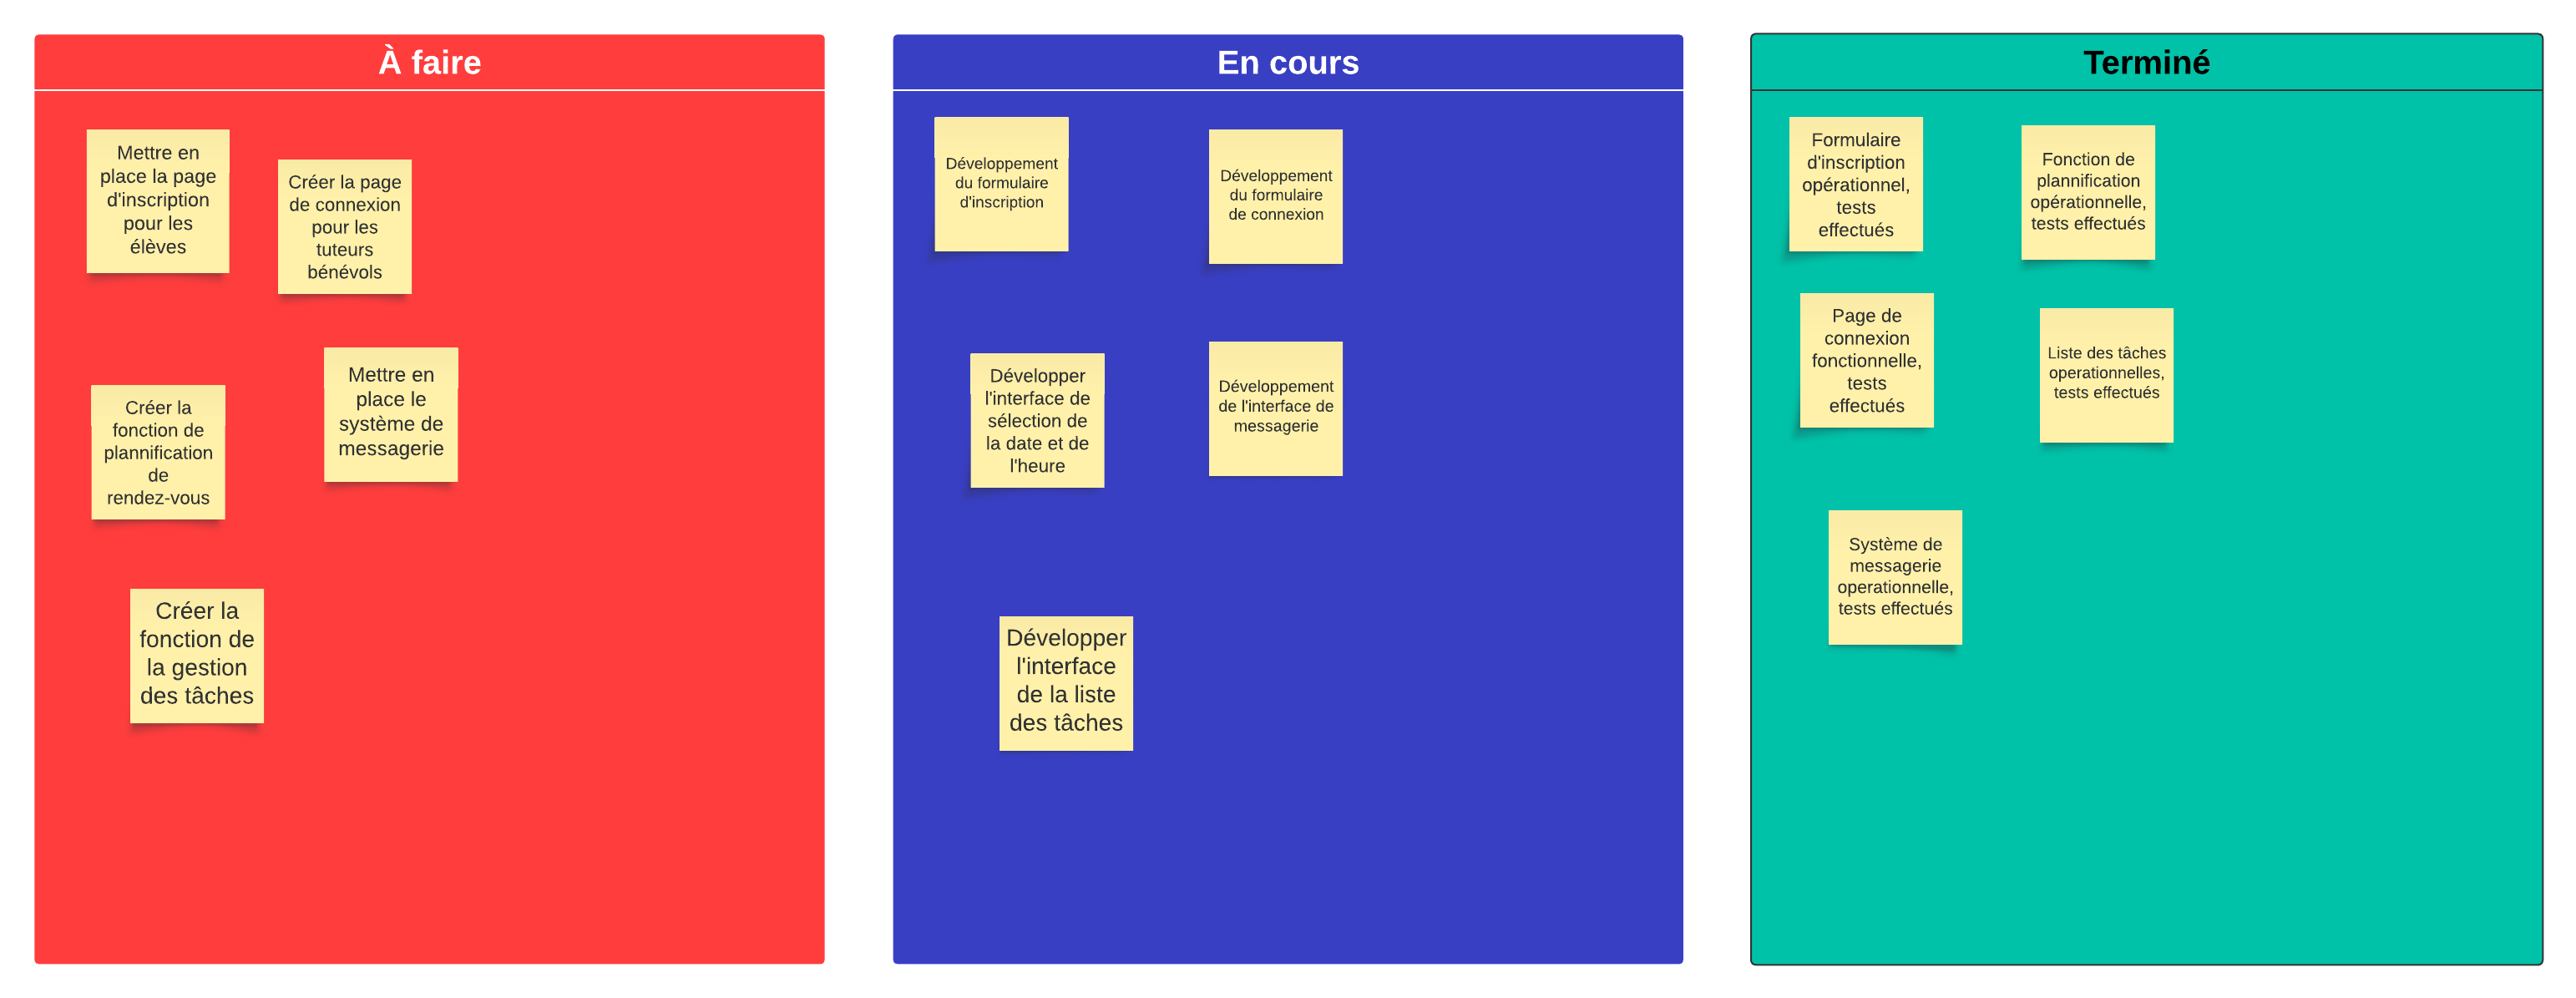 À faire
Mettre en
place la page
d'inscription
pour les
élèves
Créer la page
de connexion
pour les
tuteurs
bénévols
Créer la
fonction de
plannification
de
rendez-vous
Mettre en
place le
système de
messagerie
Créer la
fonction de
la gestion
des tâches
En cours
Développement
du formulaire
d'inscription
Développement
du formulaire
de connexion
Développer
l'interface de
sélection de
la date et de
l'heure
Développement
de l'interface de
messagerie
Développer
l'interface
de la liste
des tâches
Terminé
Formulaire
d'inscription
opérationnel,
tests
effectués
Fonction de
plannification
opérationnelle,
tests effectués
Page de
connexion
fonctionnelle,
tests
effectués
Liste des tâches
operationnelles,
tests effectués
Système de
messagerie
operationnelle,
tests effectués